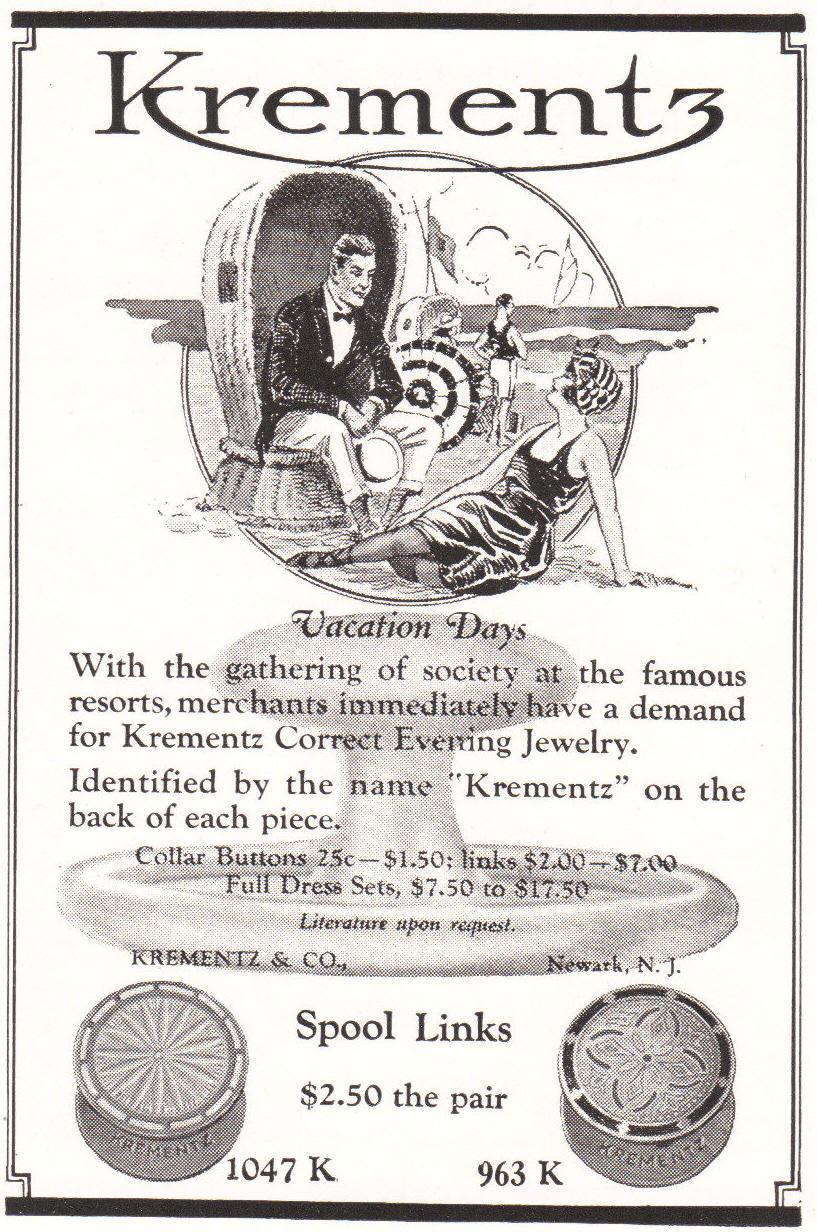 Krementz
Vacation Days
With the gathering of society at the famous
resorts, merchants immediately have a demand
for Krementz Correct Evening Jewelry.
Identified by the name "Krementz" on the
back of each piece.
Collar Buttons 25c—$1.50; links $2.00—$7.00
Full Dress Sets, $7.50 to $17.50
Literature upon request.
KREMENTZ & CO., Newark, N. J.
Spool Links
$2.50 the pair
KREMENTZ
KREMENTZ
1047 K
963 K